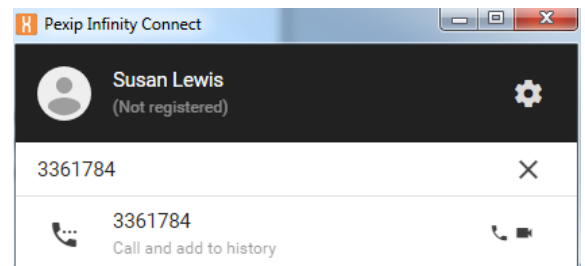 Pexip Infinity Connect
Susan Lewis
(Not registered)
3361784
3361784
Call and add to history